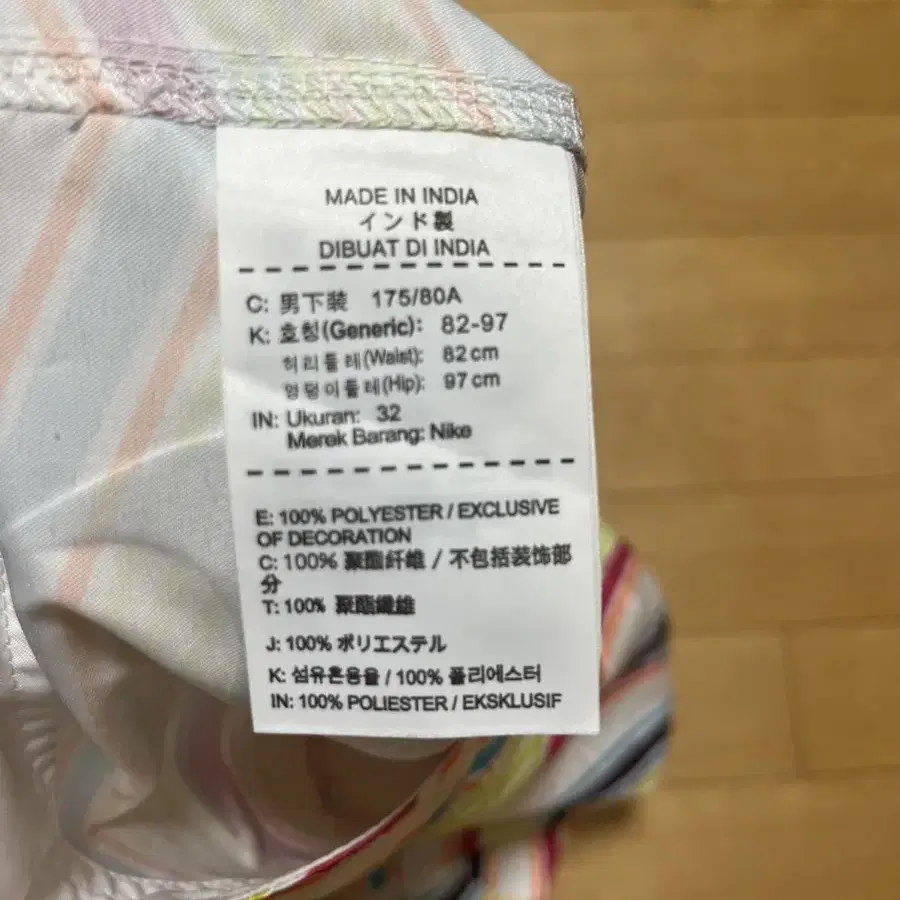 MADE IN INDIA
インド製
DIBUAT DI INDIA
C: 男下装 175/80A
K: 호칭(Generic): 82-97
허리둘레(Waist): 82cm
엉덩이둘레(Hip): 97cm
IN: Ukuran: 32
Merek Barang: Nike
E: 100% POLYESTER / EXCLUSIVE
OF DECORATION
C: 100% 聚酯纤维 / 不包括装饰部
分
T: 100% 聚酯纖維
J: 100% ポリエステル
K: 섬유혼용율 / 100% 폴리에스터
IN: 100% POLIESTER / EKSKLUSIF